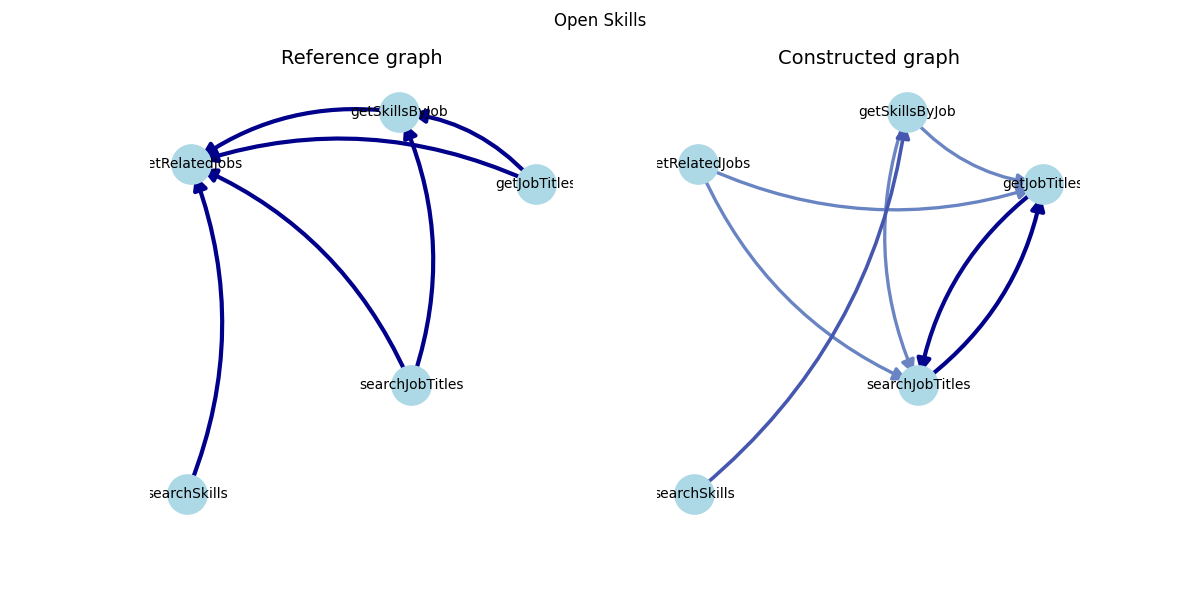 Open Skills
Reference graph
Constructed graph
getSkillsByJob
etRelatedJobs
getJobTitles
searchJobTitles
searchSkills
getSkillsByJob
etRelatedJobs
getJobTitles
searchJobTitles
searchSkills